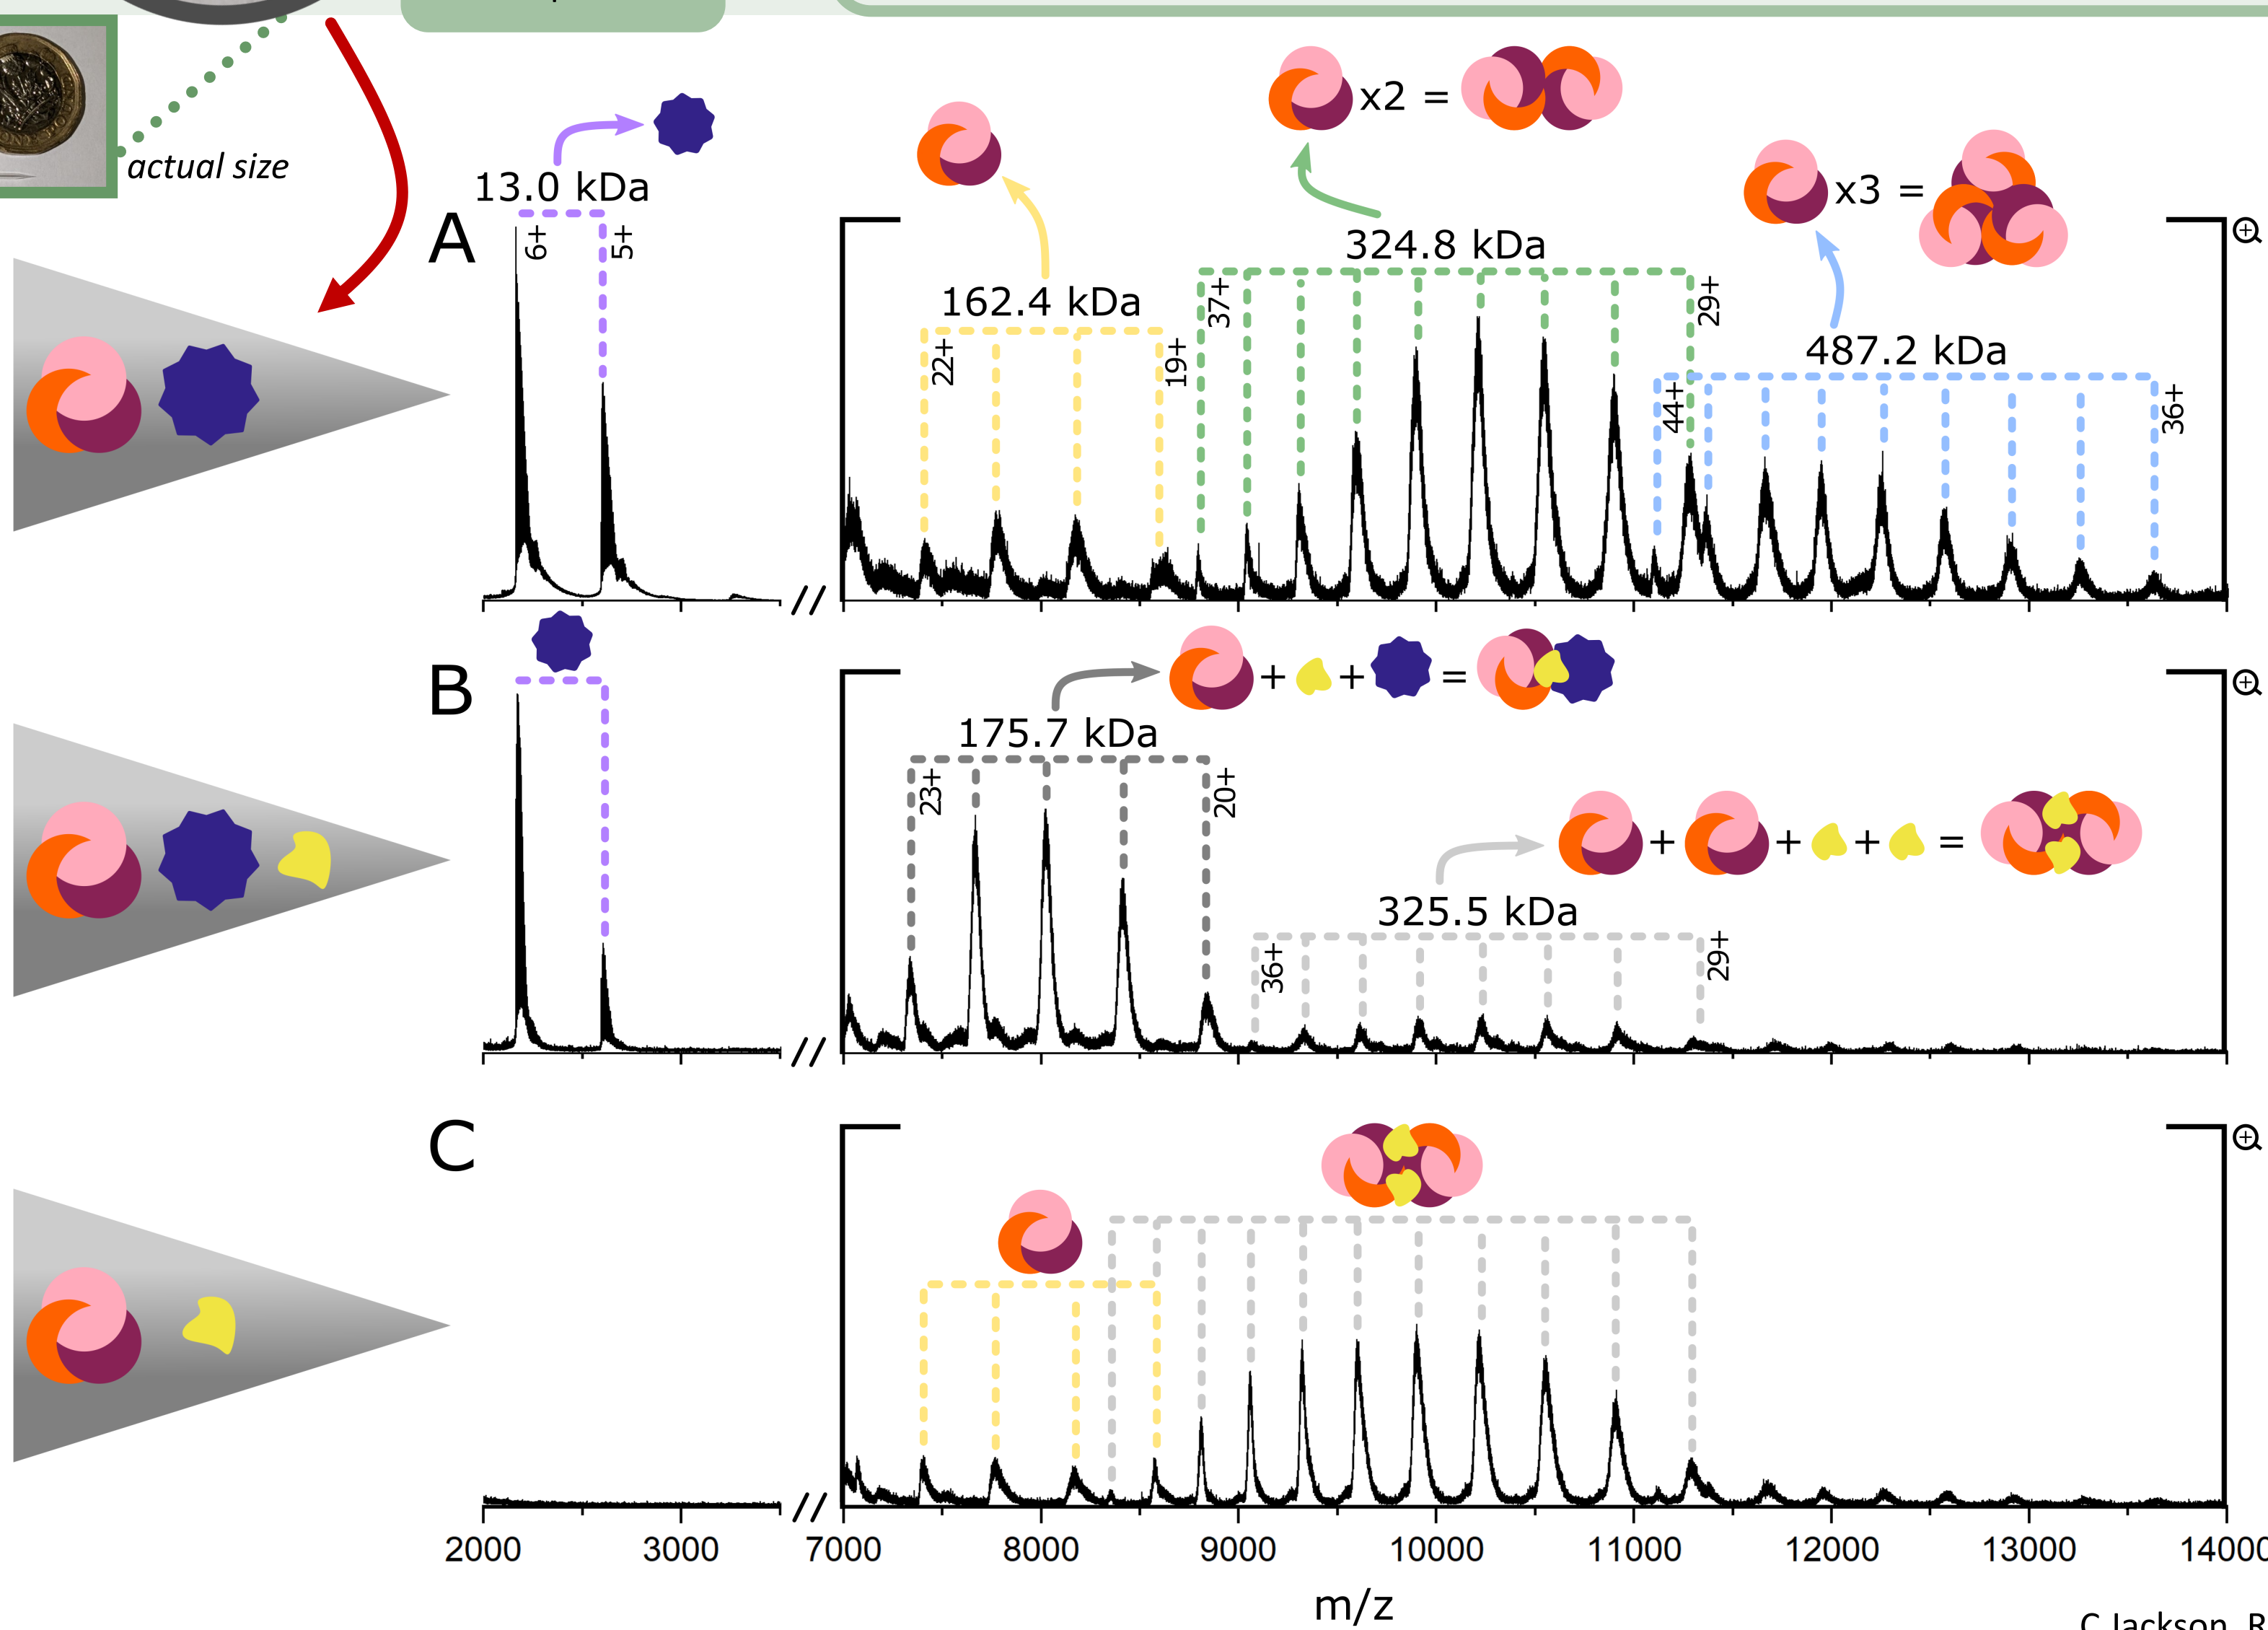 actual size
A
13.0 kDa
6+
5+
162.4 kDa
22+
19+
x2 =
324.8 kDa
37+
29+
x3 =
487.2 kDa
44+
36+
B
175.7 kDa
23+
20+
+ + =
325.5 kDa
36+
29+
+ + + =
C
2000 3000 7000 8000 9000 10000 11000 12000 13000 14000
m/z
C Jackson, R